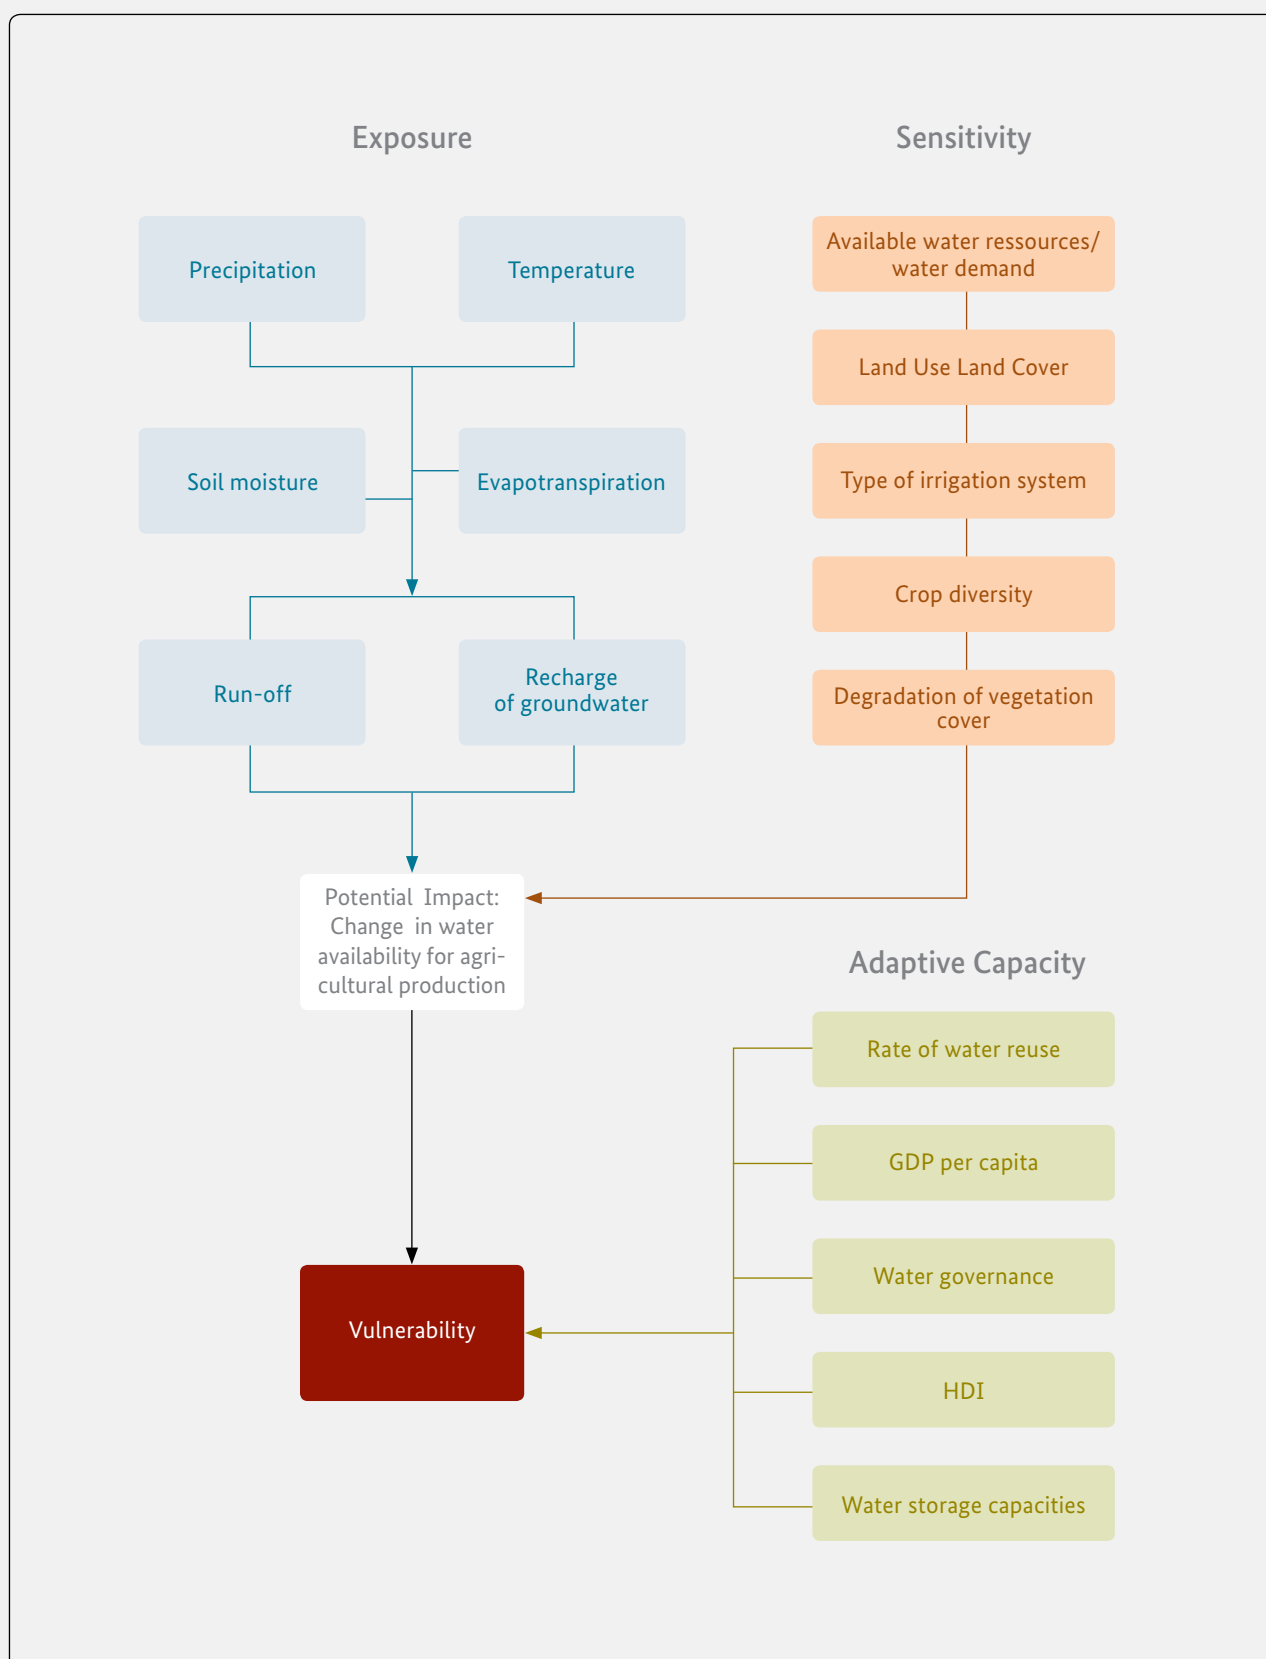 Exposure
Sensitivity
Precipitation
Temperature
Available water ressources/
water demand
Land Use Land Cover
Soil moisture
Evapotranspiration
Type of irrigation system
Crop diversity
Run-off
Recharge
of groundwater
Degradation of vegetation
cover
Potential Impact:
Change in water
availability for agri-
cultural production
Adaptive Capacity
Rate of water reuse
GDP per capita
Water governance
Vulnerability
HDI
Water storage capacities